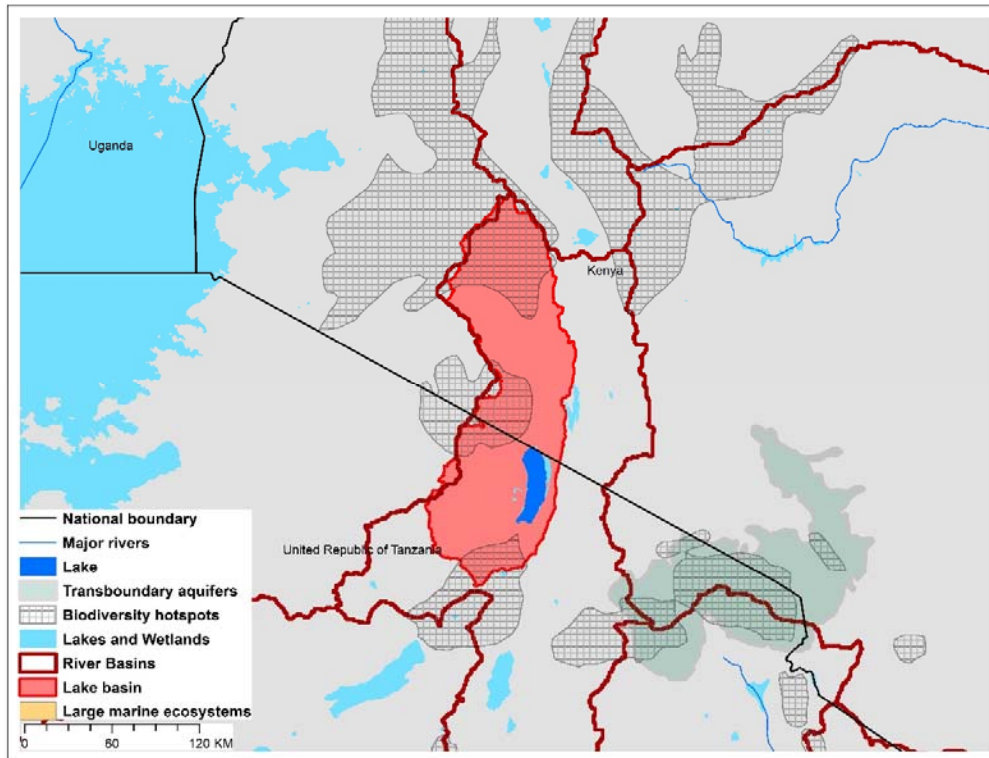 Uganda
Kenya
United Republic of Tanzania
National boundary
Major rivers
Lake
Transboundary aquifers
Biodiversity hotspots
Lakes and Wetlands
River Basins
Lake basin
Large marine ecosystems
0 60 120 KM